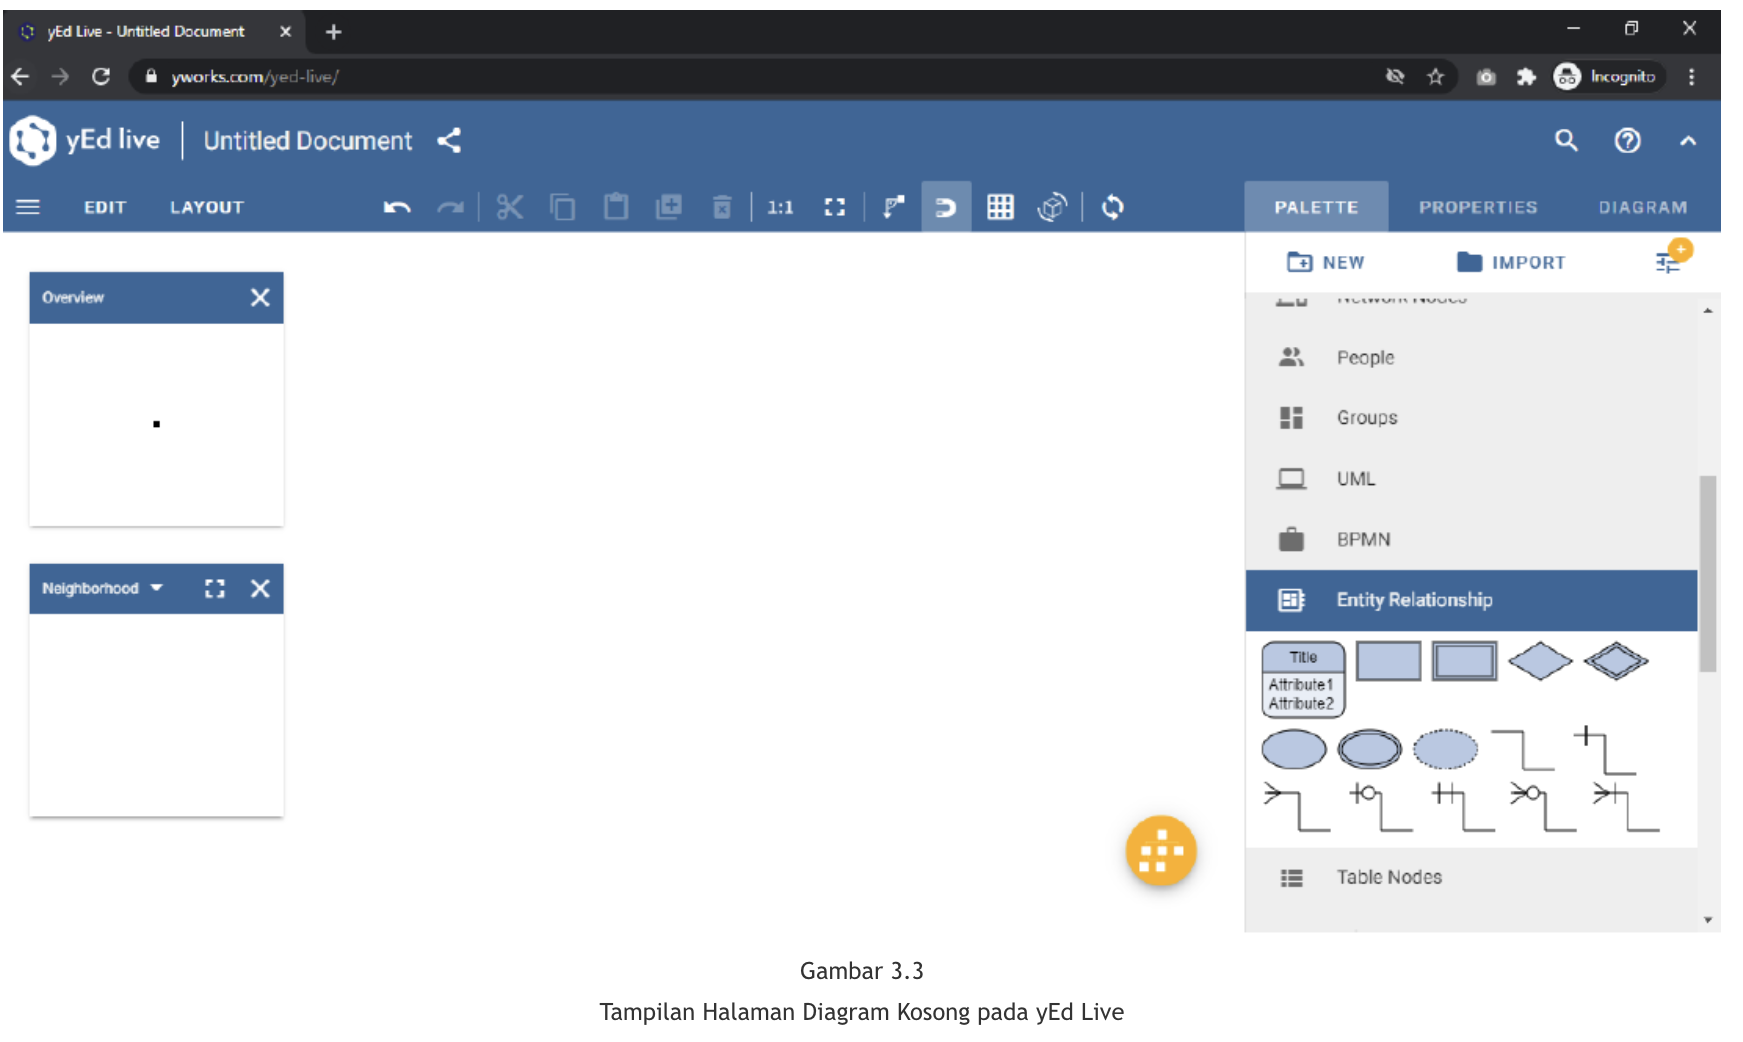 yEd Live - Untitled Document
yworks.com/yed-live/
Incognito
yEd live
Untitled Document
EDIT
LAYOUT
1:1
PALETTE
PROPERTIES
DIAGRAM
NEW
IMPORT
Overview
Neighborhood
Network Nodes
People
Groups
UML
BPMN
Entity Relationship
Title
Attribute1
Attribute2
Table Nodes
Gambar 3.3
Tampilan Halaman Diagram Kosong pada yEd Live